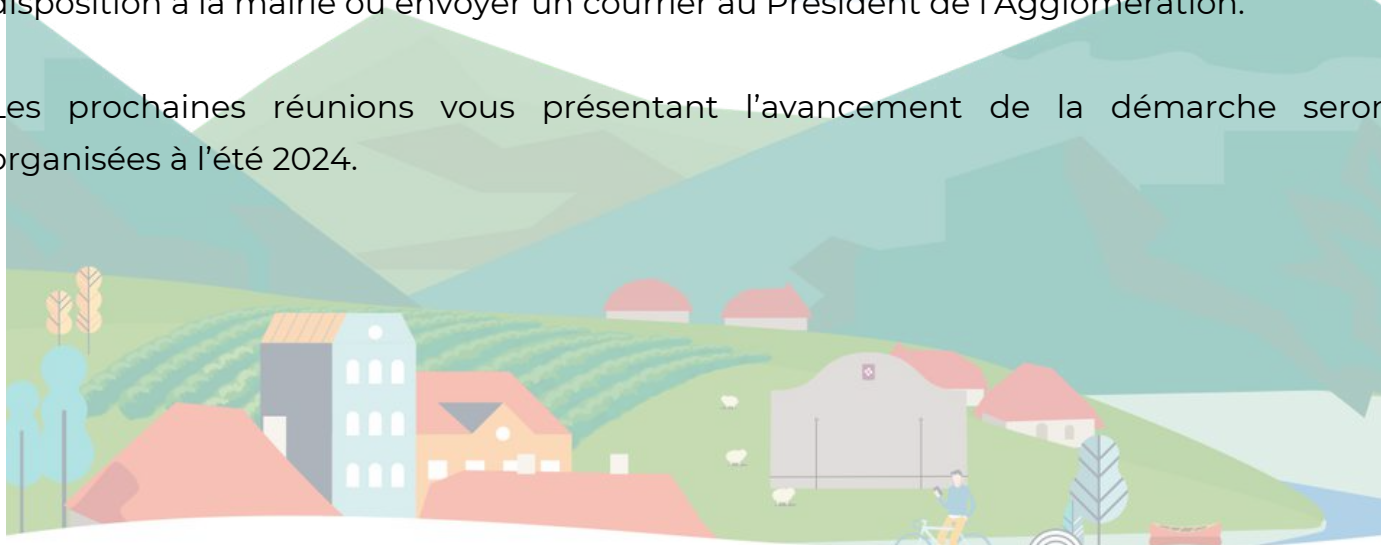 disposition à la mairie ou envoyer un courrier au Président de l'Agglomération.
Les prochaines réunions vous présentant l'avancement de la démarche seron
organisées à l'été 2024.